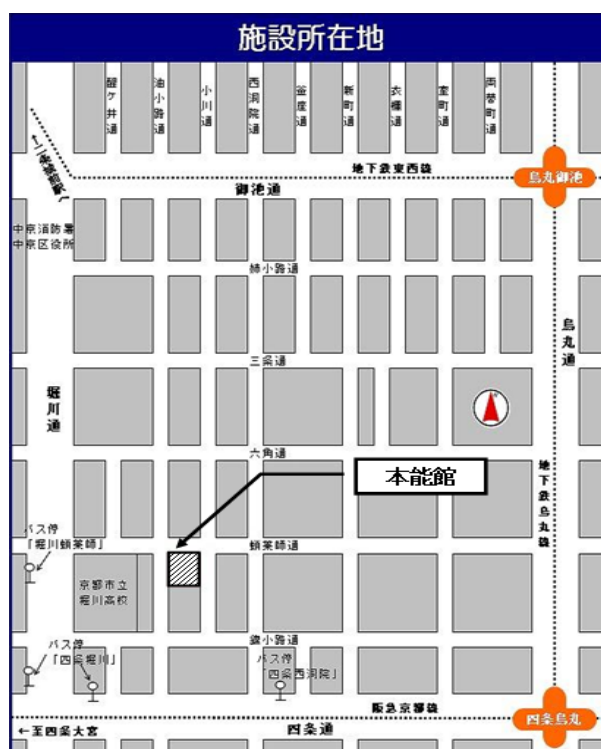 施設所在地
醒ケ井通
油小路通
小川通
西洞院通
釜座通
新町通
衣棚通
室町通
両替町通
←二条城前へ
地下鉄東西線
烏丸御池
御池通
中京消防署
中京区役所
姉小路通
烏丸通
三条通
堀川通
六角通
本能館
地下鉄烏丸線
バス停
「堀川蛸薬師」
蛸薬師通
京都市立
堀川高校
錦小路通
バス停
「四条堀川」
バス停
「四条西洞院」
阪急京都線
四条烏丸
←至四条大宮
四条通